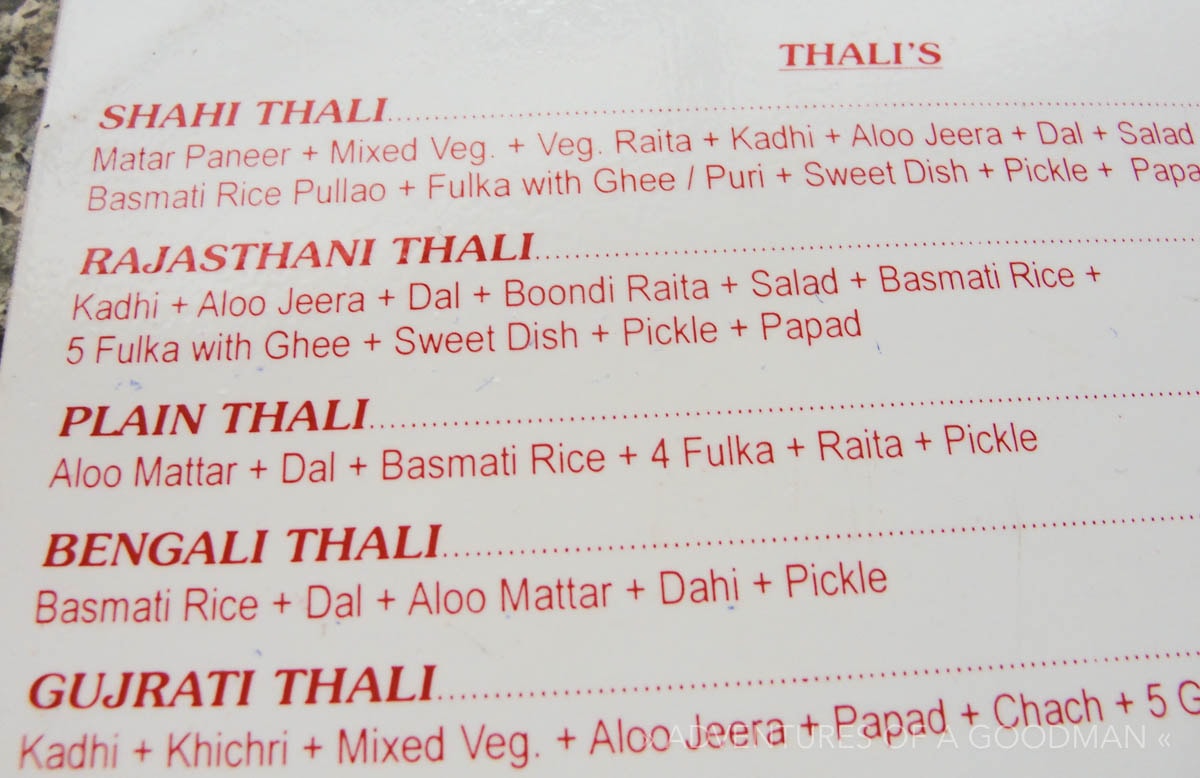 THALI'S
SHAHI THALI
Matar Paneer + Mixed Veg. + Veg. Raita + Kadhi + Aloo Jeera + Dal + Salad
Basmati Rice Pullao + Fulka with Ghee / Puri + Sweet Dish + Pickle + Papa
RAJASTHANI THALI
Kadhi + Aloo Jeera + Dal + Boondi Raita + Salad + Basmati Rice +
5 Fulka with Ghee + Sweet Dish + Pickle + Papad
PLAIN THALI
Aloo Mattar + Dal + Basmati Rice + 4 Fulka + Raita + Pickle
BENGALI THALI
Basmati Rice + Dal + Aloo Mattar + Dahi + Pickle
GUJRATI THALI
Kadhi + Khichri + Mixed Veg. + Aloo Jeera + Papad + Chach + 5 G
» ADVENTURES OF A GOODMAN «